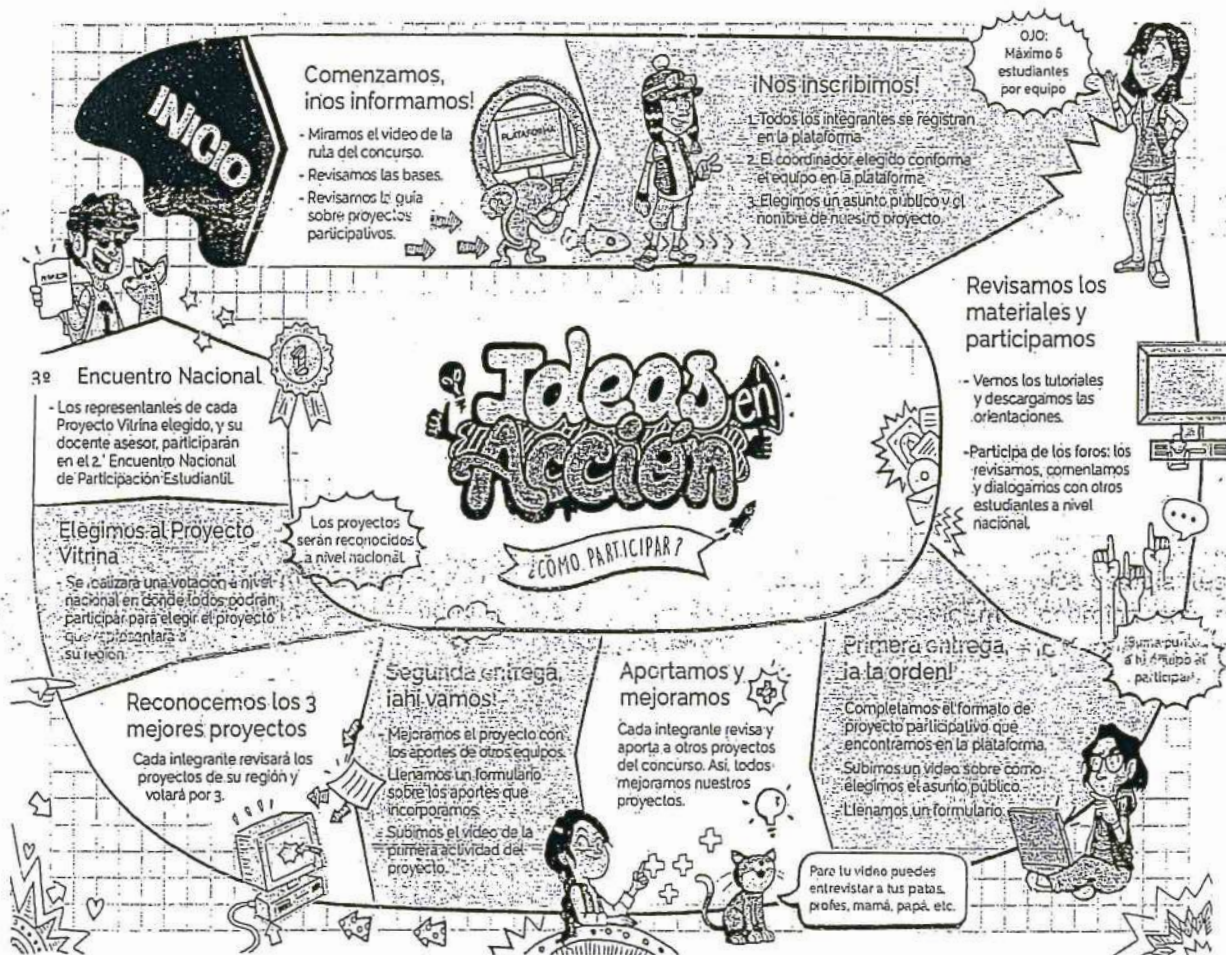 INICIO
Comenzamos,
¡nos informamos!
- Miramos el video de la
ruta del concurso.
- Revisamos las bases.
- Revisamos la guía
sobre proyectos
participativos.
PLATAFORMA
¡Nos inscribimos!
1. Todos los integrantes se registran
en la plataforma
2. El coordinador elegido conforma
el equipo en la plataforma
3. Elegimos un asunto público y el
nombre de nuestro proyecto.
OJO:
Máximo 6
estudiantes
por equipo
Revisamos los
materiales y
participamos
- Vemos los tutoriales
y descargamos las
orientaciones.
- Participa de los foros: los
revisamos, comentamos
y dialogamos con otros
estudiantes a nivel
nacional.
¡Suma puntos
a tu equipo al
participar!
Primera entrega,
¡a la orden!
- Completamos el formato de
proyecto participativo que
encontramos en la plataforma.
- Subimos un video sobre cómo
elegimos el asunto público.
- Llenamos un formulario.
Para tu video puedes
entrevistar a tus patas,
profes, mamá, papá, etc.
Aportamos y
mejoramos
Cada integrante revisa y
aporta a otros proyectos
del concurso. Así, todos
mejoramos nuestros
proyectos.
Segunda entrega,
¡ahí vamos!
- Mejoramos el proyecto con
los aportes de otros equipos.
- Llenamos un formulario
sobre los aportes que
incorporamos.
- Subimos el video de la
primera actividad del
proyecto.
Reconocemos los 3
mejores proyectos
Cada integrante revisará los
proyectos de su región y
votará por 3.
Elegimos al Proyecto
Vitrina
Se realizará una votación a nivel
nacional en donde todos podrán
participar para elegir el proyecto
que representará a
su región.
Los proyectos
serán reconocidos
a nivel nacional.
3º Encuentro Nacional
1
- Los representantes de cada
Proyecto Vitrina elegido, y su
docente asesor, participarán
en el 2.° Encuentro Nacional
de Participación Estudiantil.
Ideas en
Acción
¿CÓMO PARTICIPAR?